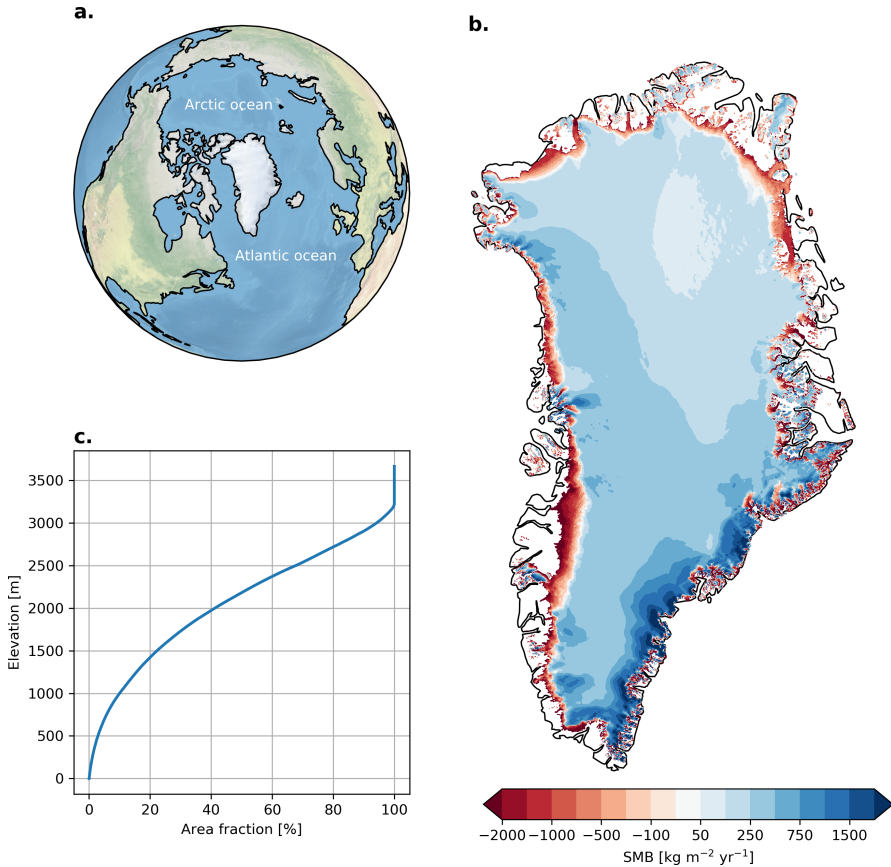 a.
Arctic ocean
Atlantic ocean
b.
−2000 −1000 −500 −100 50 250 750 1500
SMB [kg m⁻² yr⁻¹]
c.
3500
3000
2500
2000
1500
1000
500
0
Elevation [m]
0 20 40 60 80 100
Area fraction [%]